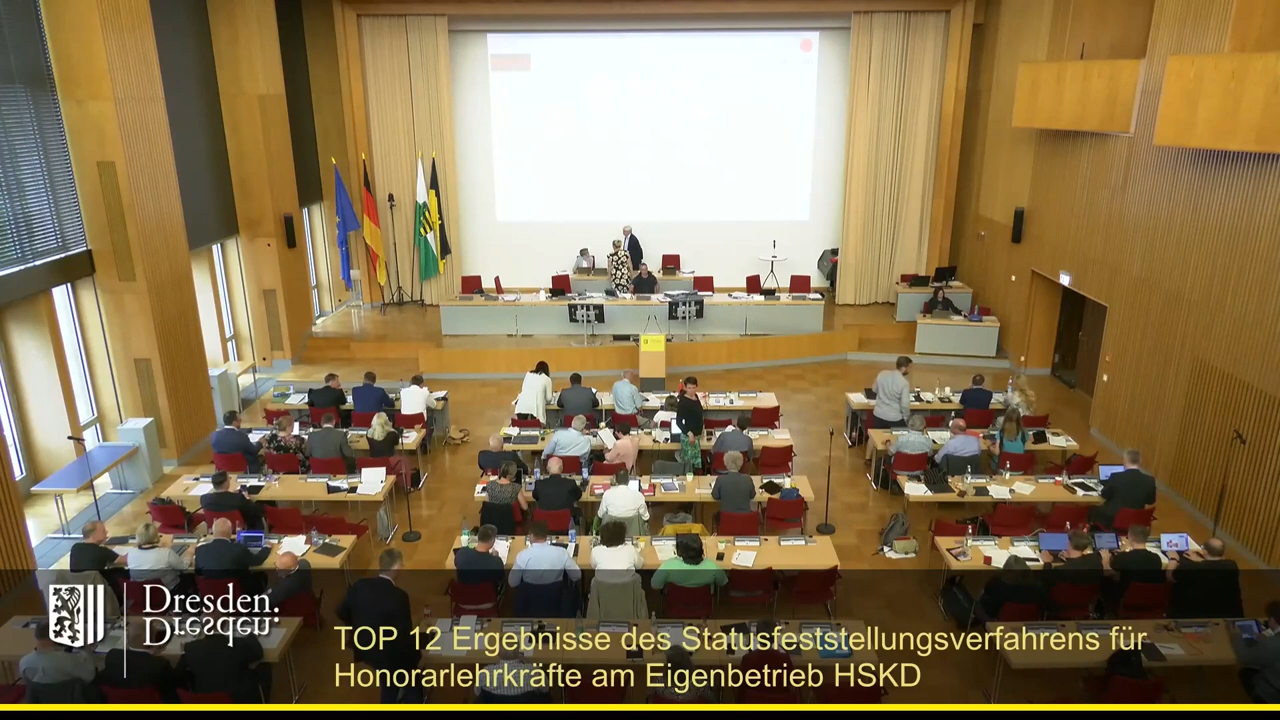 Dresden.
Dresden.
TOP 12 Ergebnisse des Statusfeststellungsverfahrens für
Honorarlehrkräfte am Eigenbetrieb HSKD